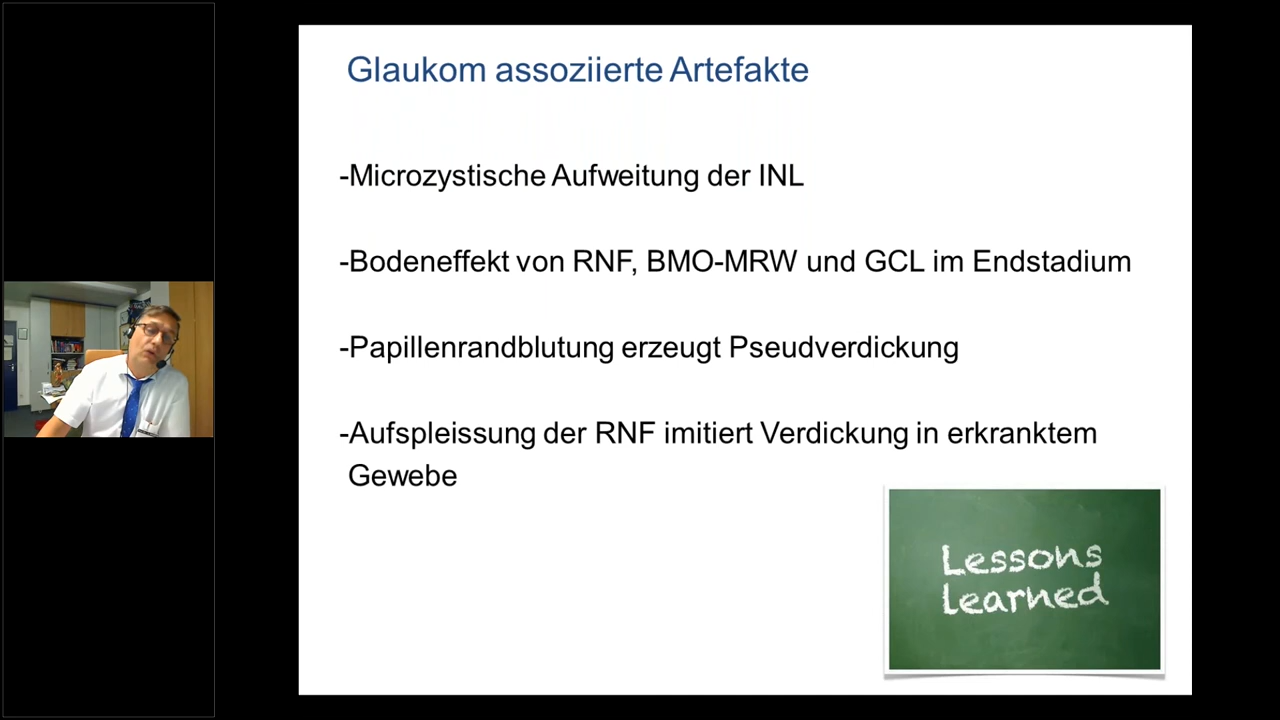 Glaukom assoziierte Artefakte
-Microzystische Aufweitung der INL
-Bodeneffekt von RNF, BMO-MRW und GCL im Endstadium
-Papillenrandblutung erzeugt Pseudverdickung
-Aufspleissung der RNF imitiert Verdickung in erkranktem
Gewebe
Lessons
learned